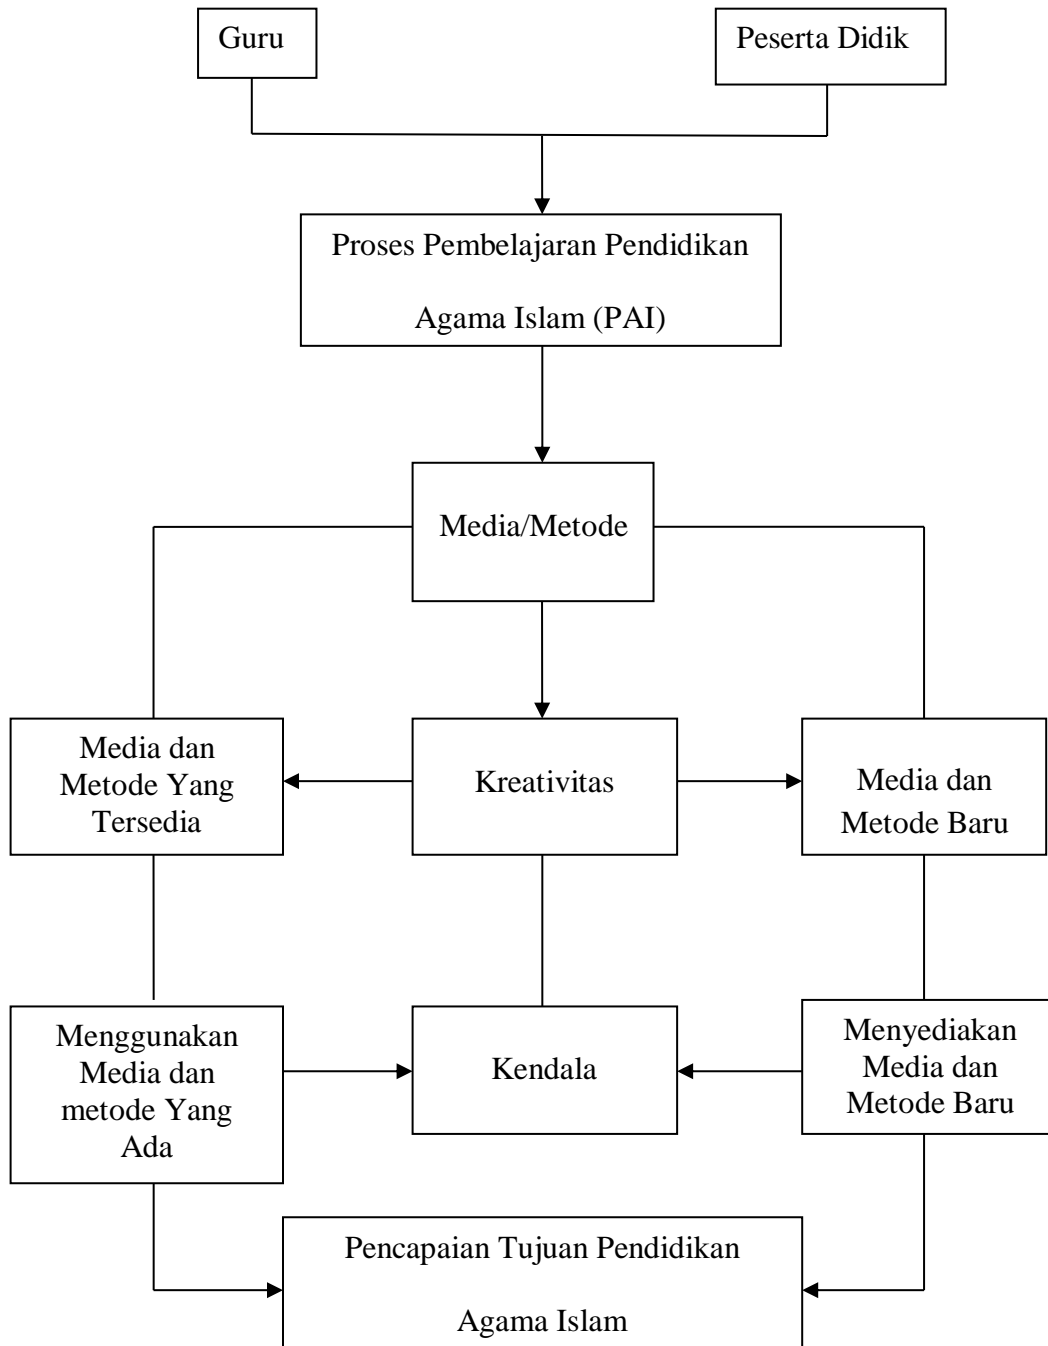 Guru
Peserta Didik
Proses Pembelajaran Pendidikan
Agama Islam (PAI)
Media/Metode
Media dan
Metode Yang
Tersedia
Kreativitas
Media dan
Metode Baru
Menggunakan
Media dan
metode Yang
Ada
Kendala
Menyediakan
Media dan
Metode Baru
Pencapaian Tujuan Pendidikan
Agama Islam